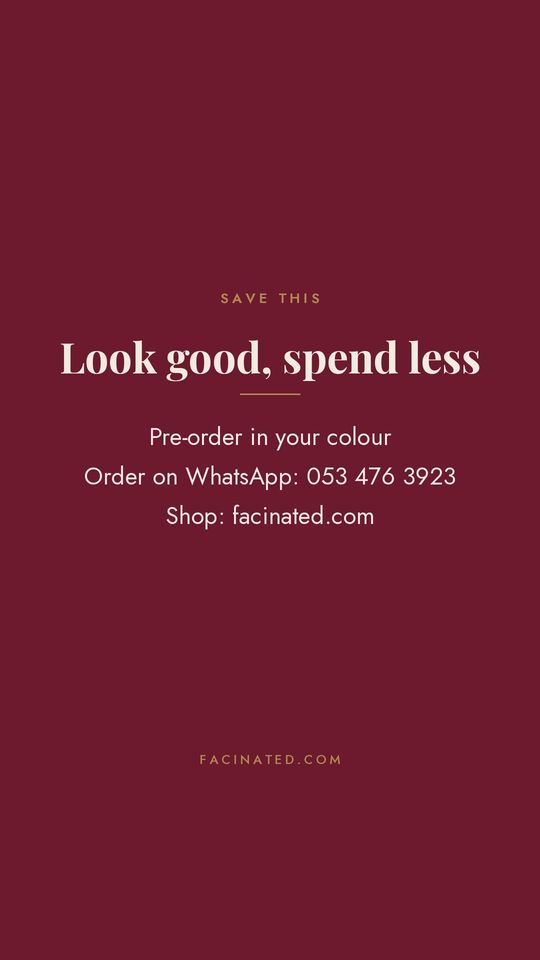 SAVE THIS
Look good, spend less
Pre-order in your colour
Order on WhatsApp: 053 476 3923
Shop: facinated.com
FACINATED.COM